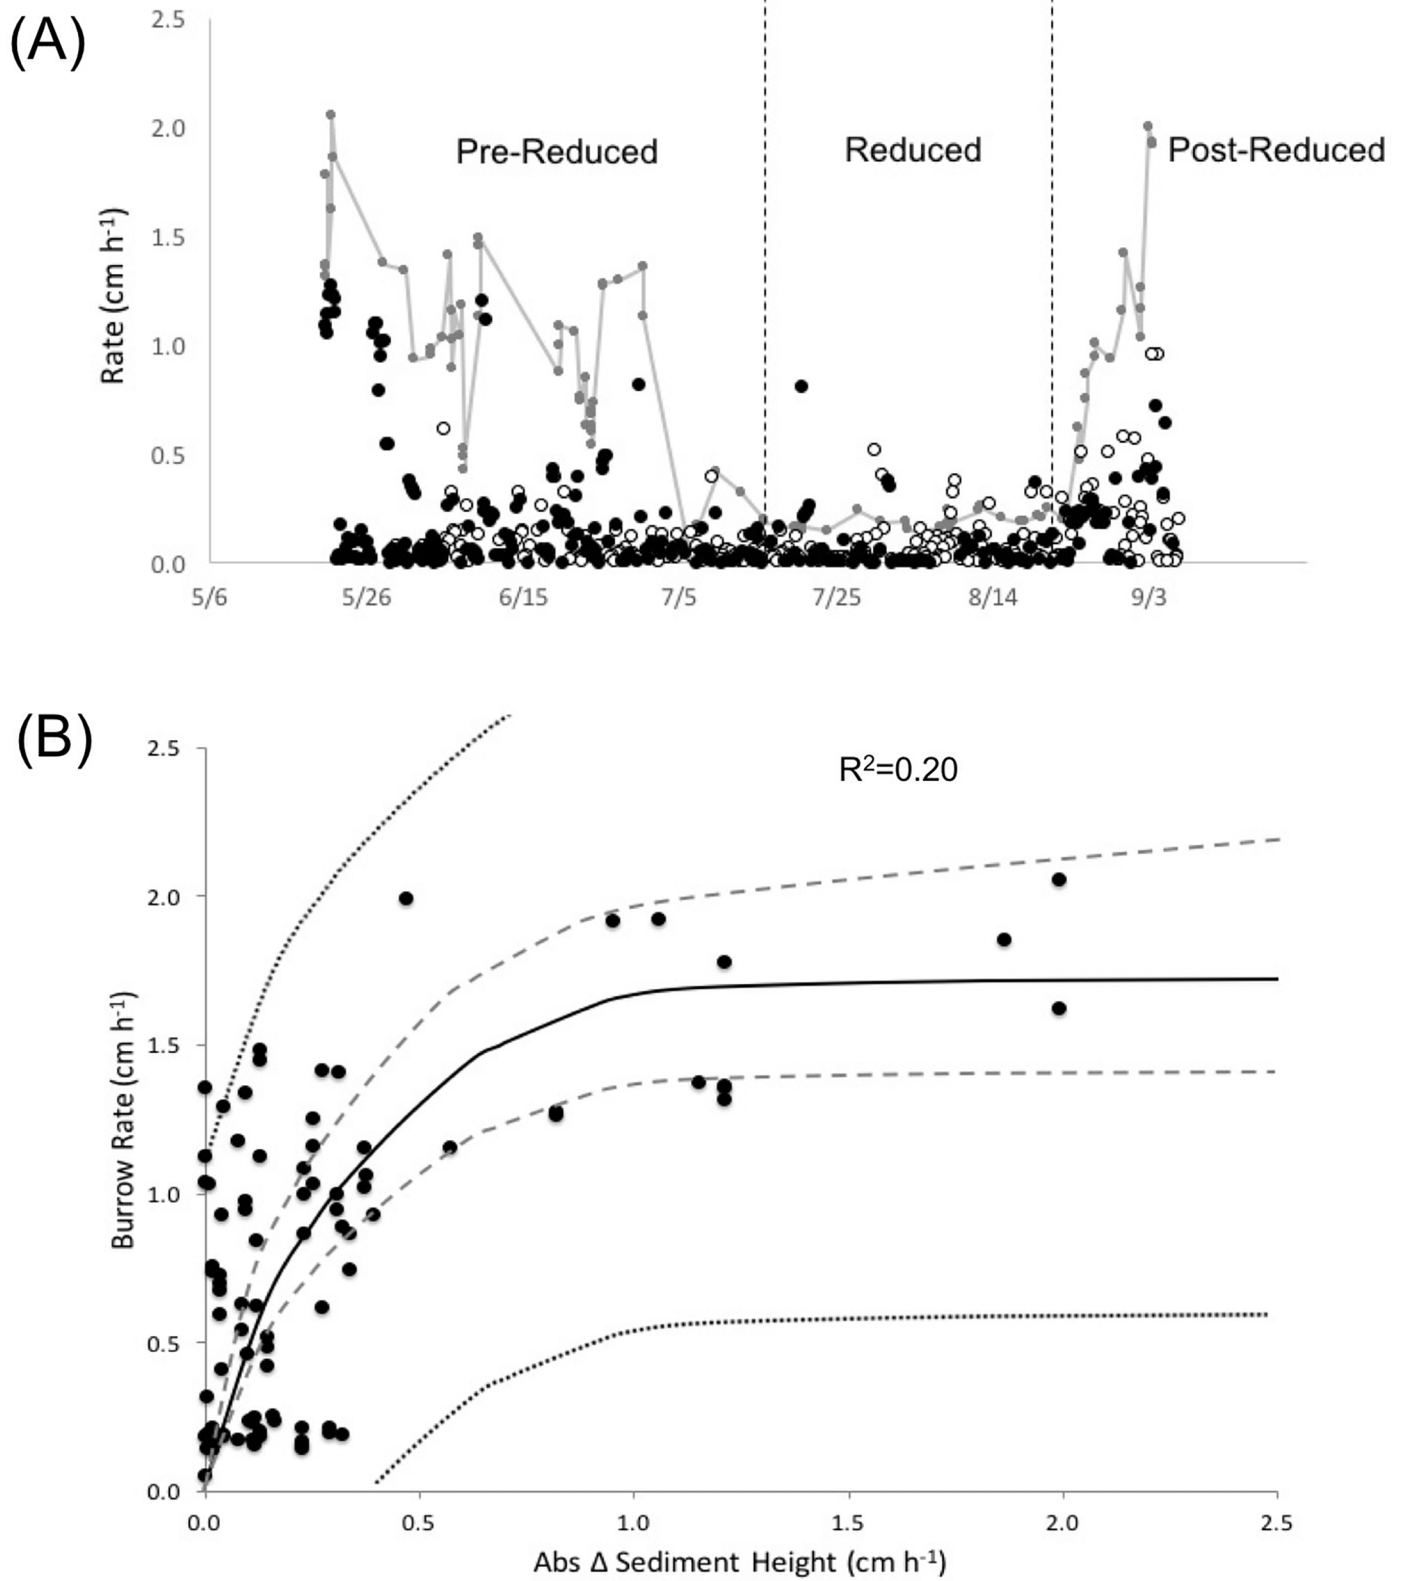 (A)
2.5
2.0
1.5
1.0
0.5
0.0
Rate (cm h⁻¹)
Pre-Reduced
Reduced
Post-Reduced
5/6 5/26 6/15 7/5 7/25 8/14 9/3
(B)
2.5
2.0
1.5
1.0
0.5
0.0
Burrow Rate (cm h⁻¹)
R²=0.20
0.0 0.5 1.0 1.5 2.0 2.5
Abs Δ Sediment Height (cm h⁻¹)